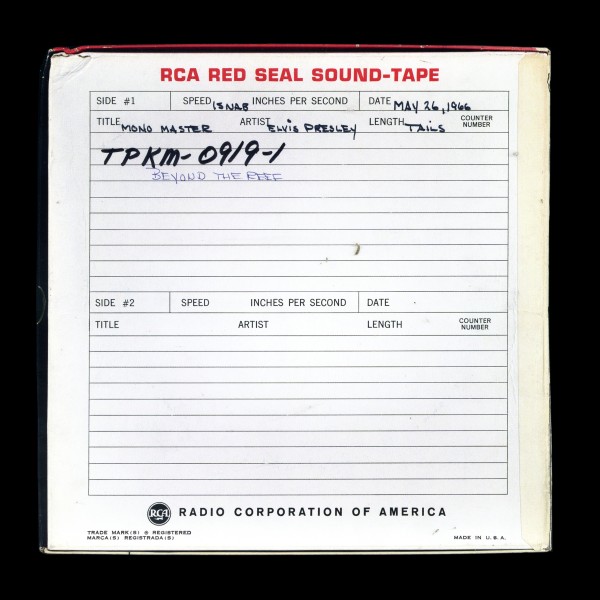 RCA RED SEAL SOUND-TAPE
SIDE #1 SPEED 15 NAB INCHES PER SECOND DATE MAY 26, 1966
TITLE MONO MASTER ARTIST ELVIS PRESLEY LENGTH TAILS COUNTER NUMBER
TPKM-0919-1
BEYOND THE REEF
SIDE #2 SPEED INCHES PER SECOND DATE
TITLE ARTIST LENGTH COUNTER NUMBER
RCA RADIO CORPORATION OF AMERICA
TRADE MARK(S) ® REGISTERED
MARCA(S) REGISTRADA(S)
MADE IN U.S.A.